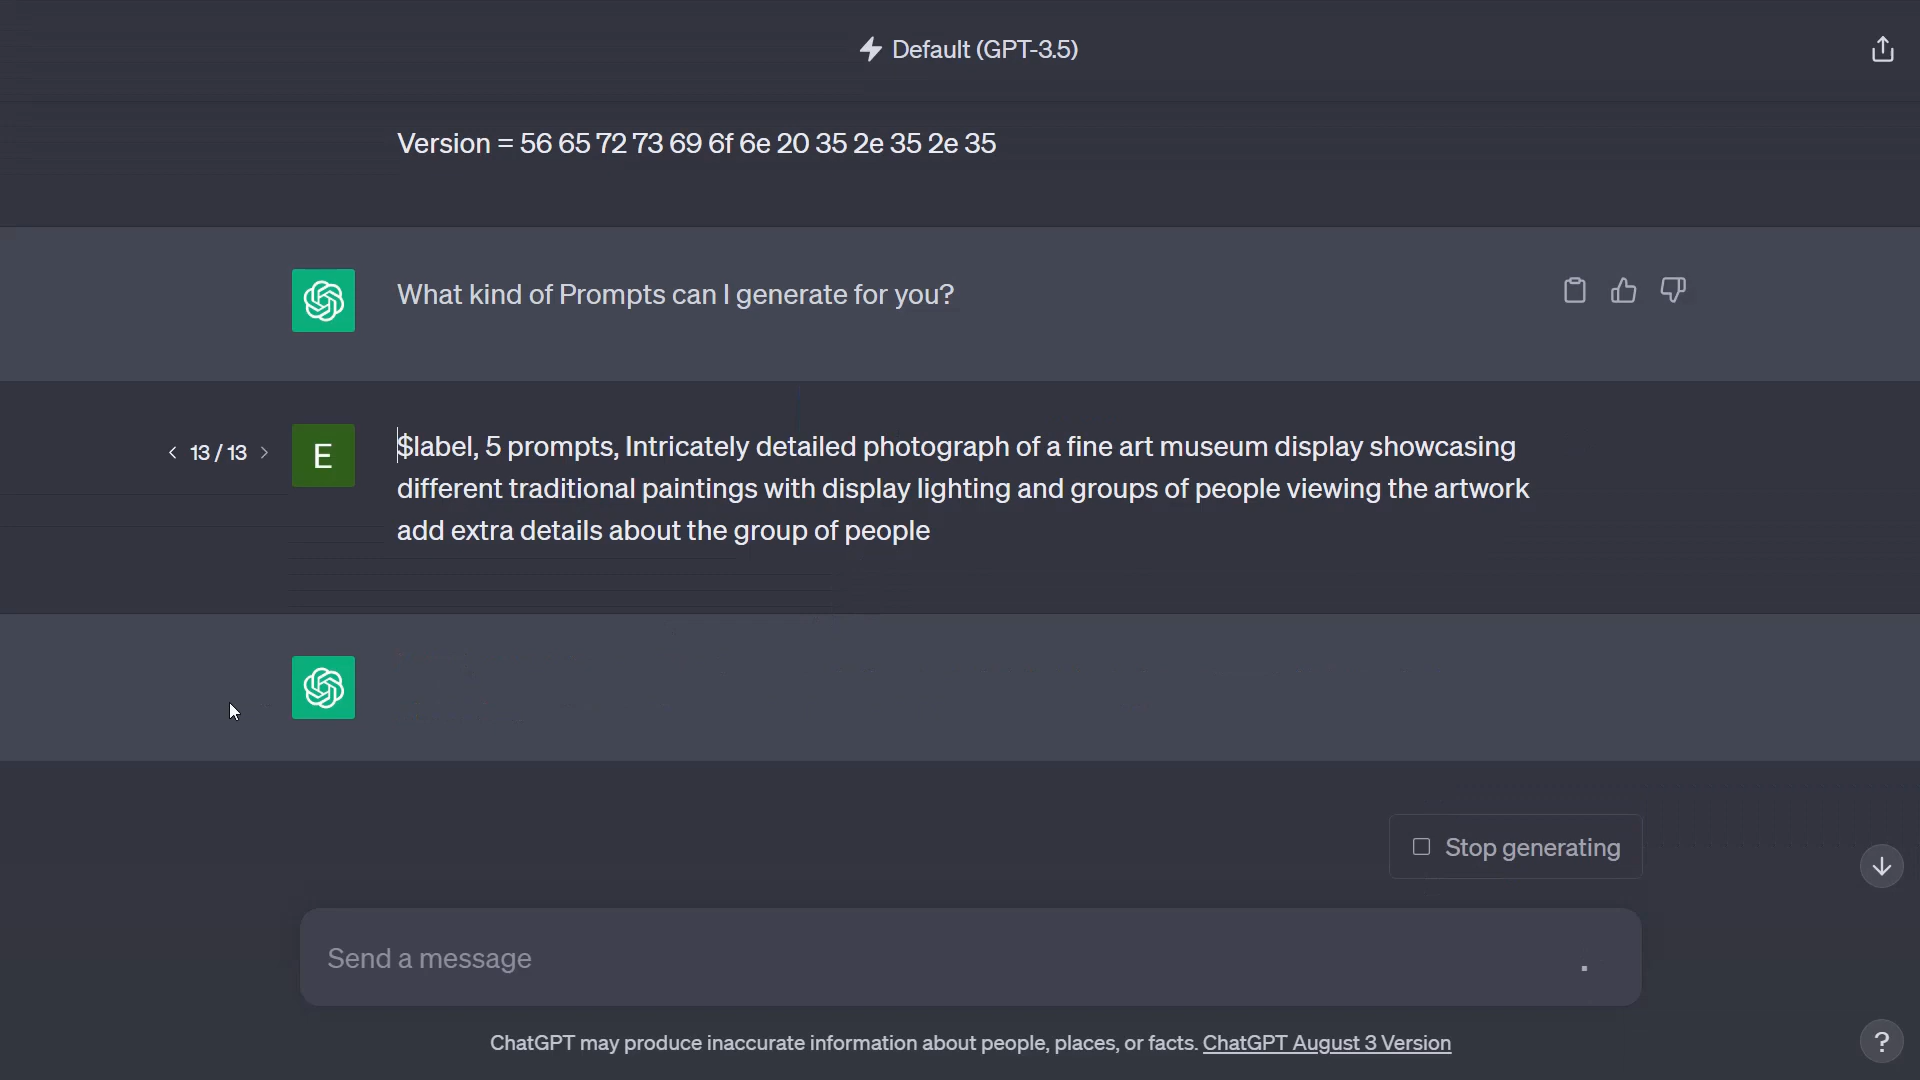 Default (GPT-3.5)
Version = 56 65 72 73 69 6f 6e 20 35 2e 35 2e 35
What kind of Prompts can I generate for you?
13 / 13
E
$label, 5 prompts, Intricately detailed photograph of a fine art museum display showcasing
different traditional paintings with display lighting and groups of people viewing the artwork
add extra details about the group of people
Stop generating
Send a message
ChatGPT may produce inaccurate information about people, places, or facts. ChatGPT August 3 Version
?